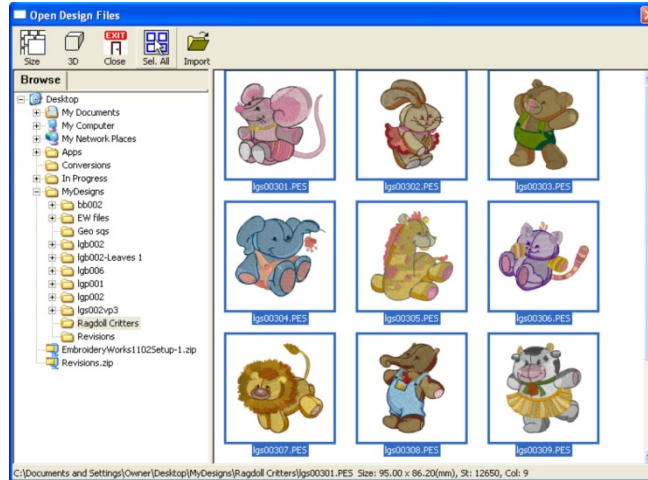 Open Design Files
EXIT
Size 3D Close Sel. All Import
Browse
Desktop
My Documents
My Computer
My Network Places
Apps
Conversions
In Progress
MyDesigns
bb002
EW files
Geo sqs
lgb002
lgb002-Leaves 1
lgb006
lgp001
lgp002
lgs002vp3
Ragdoll Critters
Revisions
EmbroideryWorks1102Setup-1.zip
Revisions.zip
lgs00301.PES lgs00302.PES lgs00303.PES
lgs00304.PES lgs00305.PES lgs00306.PES
lgs00307.PES lgs00308.PES lgs00309.PES
C:\Documents and Settings\Owner\Desktop\MyDesigns\Ragdoll Critters\lgs00301.PES Size: 95.00 x 86.20(mm), St: 12650, Col: 9